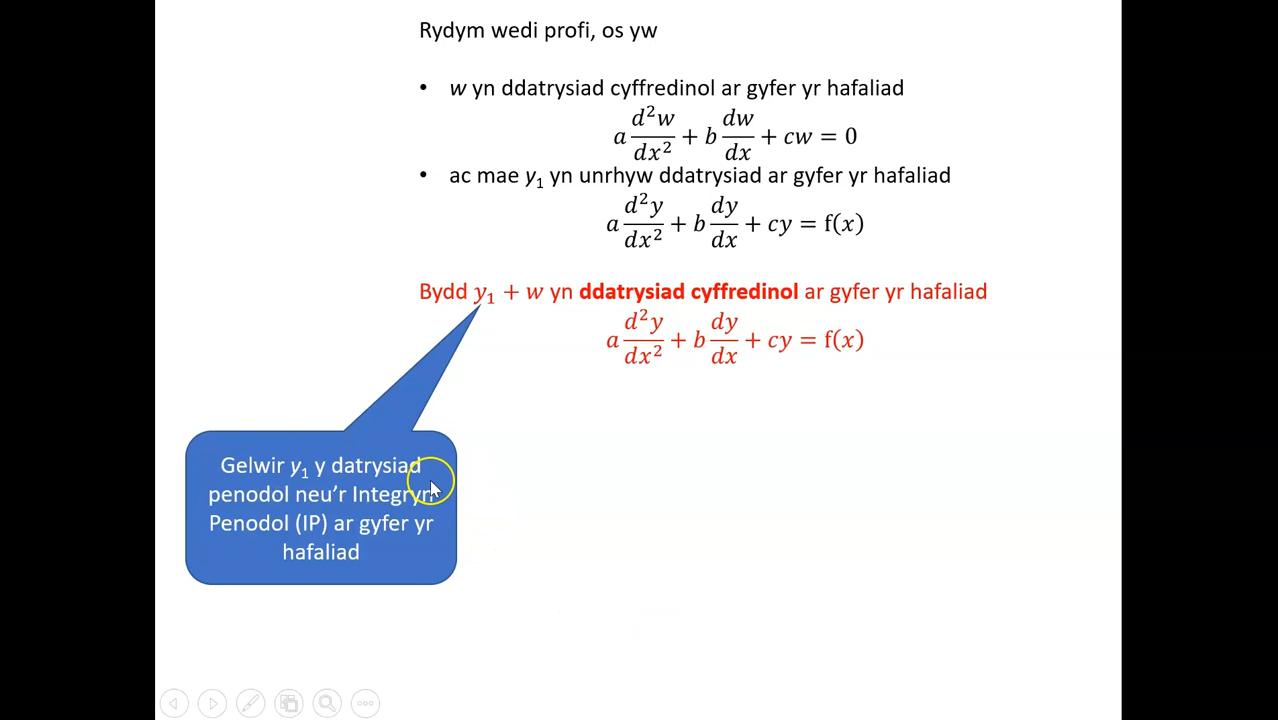 Rydym wedi profi, os yw
• w yn ddatrysiad cyffredinol ar gyfer yr hafaliad
a d²w/dx² + b dw/dx + cw = 0
• ac mae y₁ yn unrhyw ddatrysiad ar gyfer yr hafaliad
a d²y/dx² + b dy/dx + cy = f(x)
Bydd y₁ + w yn ddatrysiad cyffredinol ar gyfer yr hafaliad
a d²y/dx² + b dy/dx + cy = f(x)
Gelwir y₁ y datrysiad
penodol neu’r Integryn
Penodol (IP) ar gyfer yr
hafaliad